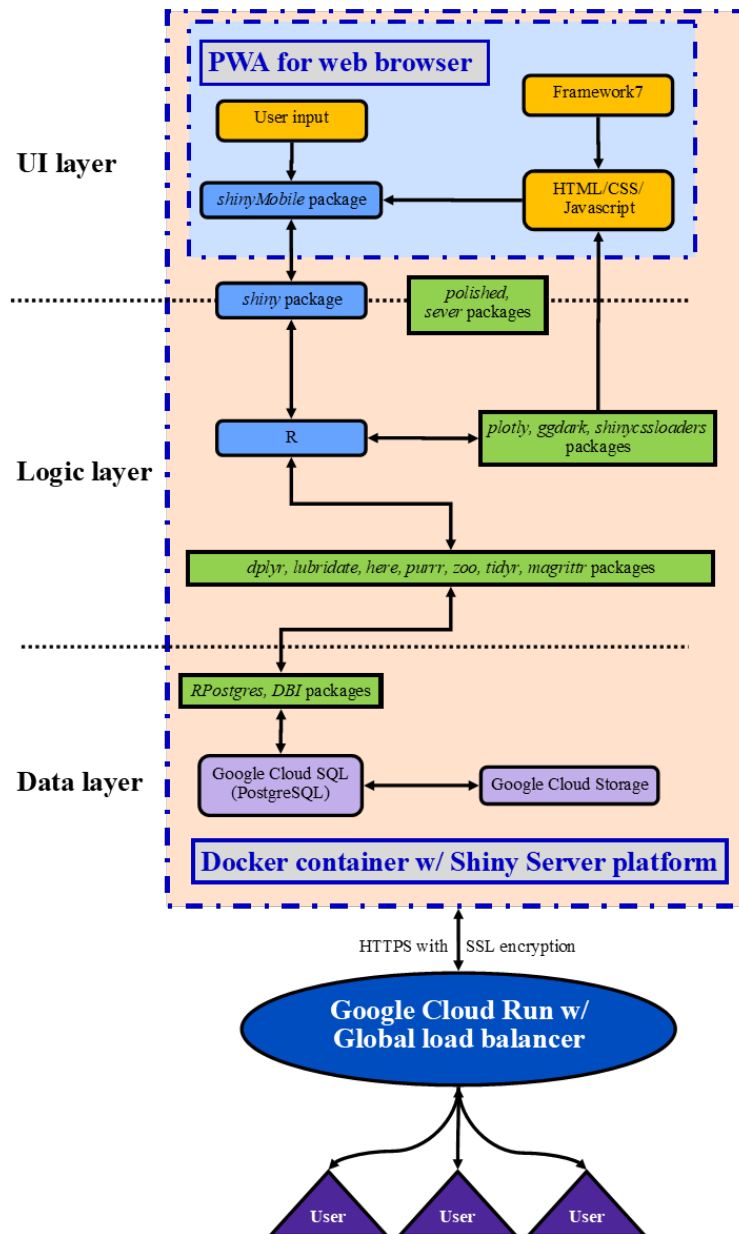 PWA for web browser
Framework7
User input
UI layer
HTML/CSS/
Javascript
shinyMobile package
shiny package
polished,
sever packages
R
plotly, ggdark, shinycssloaders
packages
Logic layer
dplyr, lubridate, here, purrr, zoo, tidyr, magrittr packages
RPostgres, DBI packages
Data layer
Google Cloud SQL
(PostgreSQL)
Google Cloud Storage
Docker container w/ Shiny Server platform
HTTPS with SSL encryption
Google Cloud Run w/
Global load balancer
User
User
User